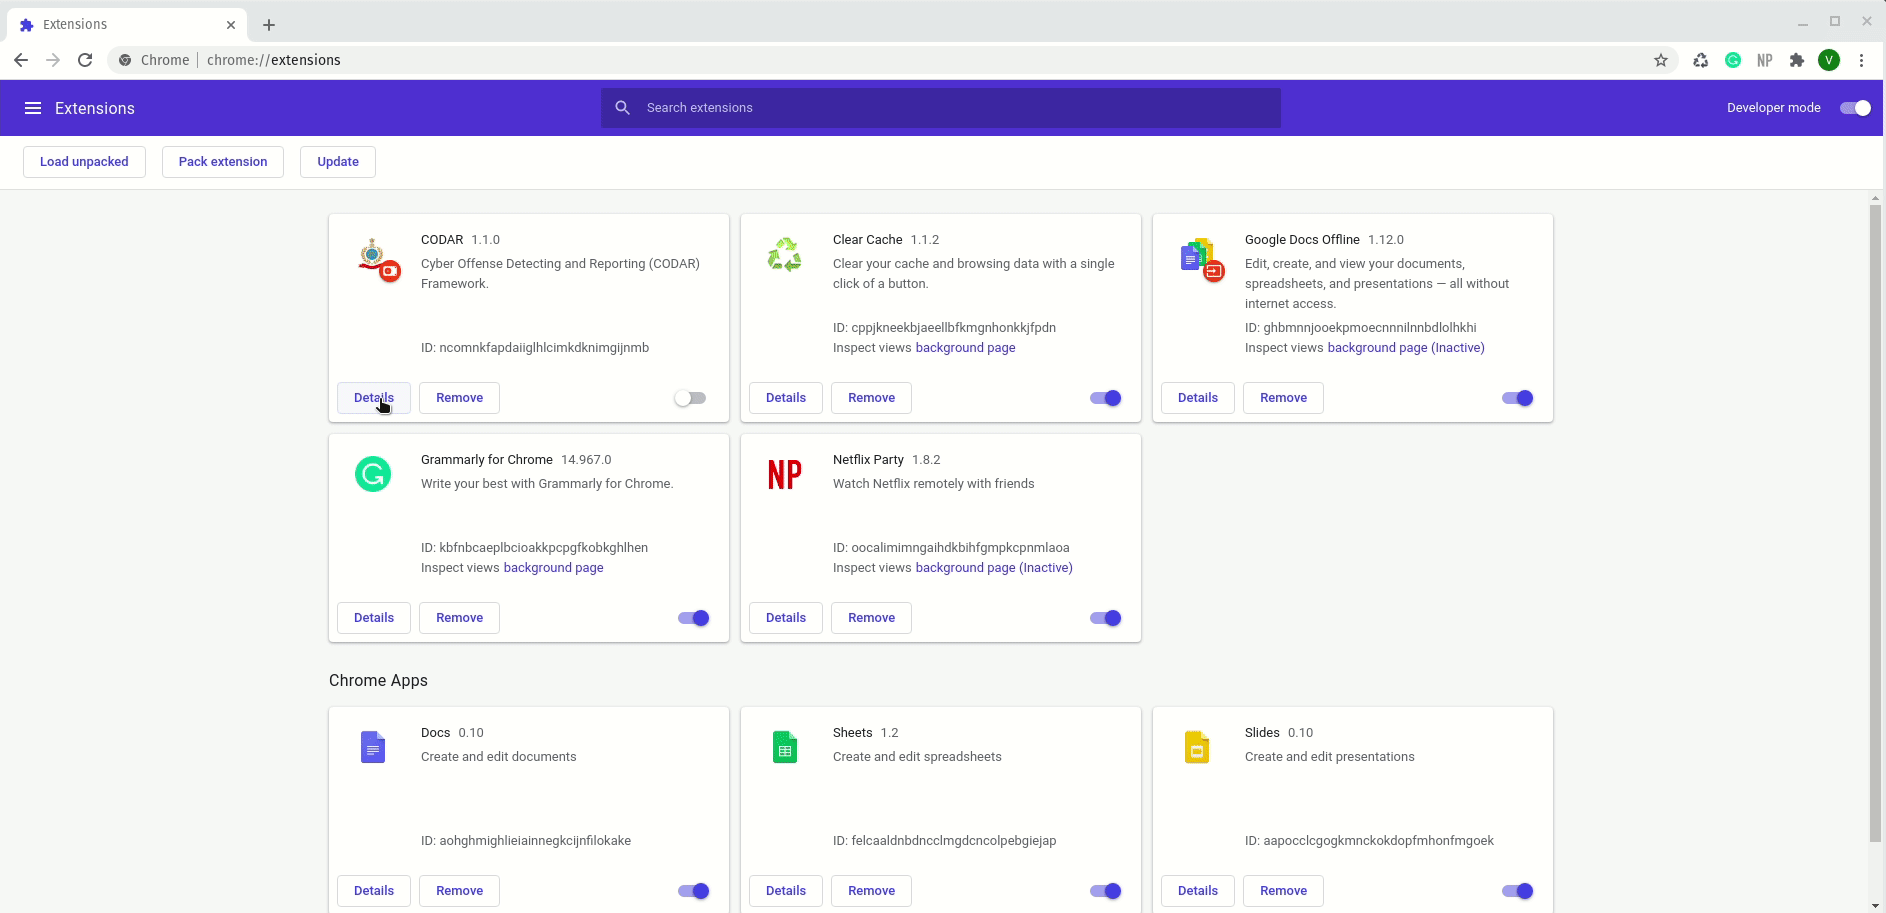 Extensions
Chrome
chrome://extensions
NP
V
Extensions
Search extensions
Developer mode
Load unpacked
Pack extension
Update
CODAR 1.1.0
Cyber Offense Detecting and Reporting (CODAR)
Framework.
ID: ncomnkfapdaiiglhlcimkdknimgijnmb
Details
Remove
Clear Cache 1.1.2
Clear your cache and browsing data with a single
click of a button.
ID: cppjkneekbjaeellbfkmgnhonkkjfpdn
Inspect views background page
Details
Remove
Google Docs Offline 1.12.0
Edit, create, and view your documents,
spreadsheets, and presentations — all without
internet access.
ID: ghbmnnjooekpmoecnnnilnnbdlolhkhi
Inspect views background page (Inactive)
Details
Remove
Grammarly for Chrome 14.967.0
Write your best with Grammarly for Chrome.
ID: kbfnbcaeplbcioakkpcpgfkobkghlhen
Inspect views background page
Details
Remove
NP
Netflix Party 1.8.2
Watch Netflix remotely with friends
ID: oocalimimngaihdkbihfgmpkcpnmlaoa
Inspect views background page (Inactive)
Details
Remove
Chrome Apps
Docs 0.10
Create and edit documents
ID: aohghmighlieiainnegkcijnfilokake
Details
Remove
Sheets 1.2
Create and edit spreadsheets
ID: felcaaldnbdncclmgdcncolpebgiejap
Details
Remove
Slides 0.10
Create and edit presentations
ID: aapocclcgogkmnckokdopfmhonfmgoek
Details
Remove